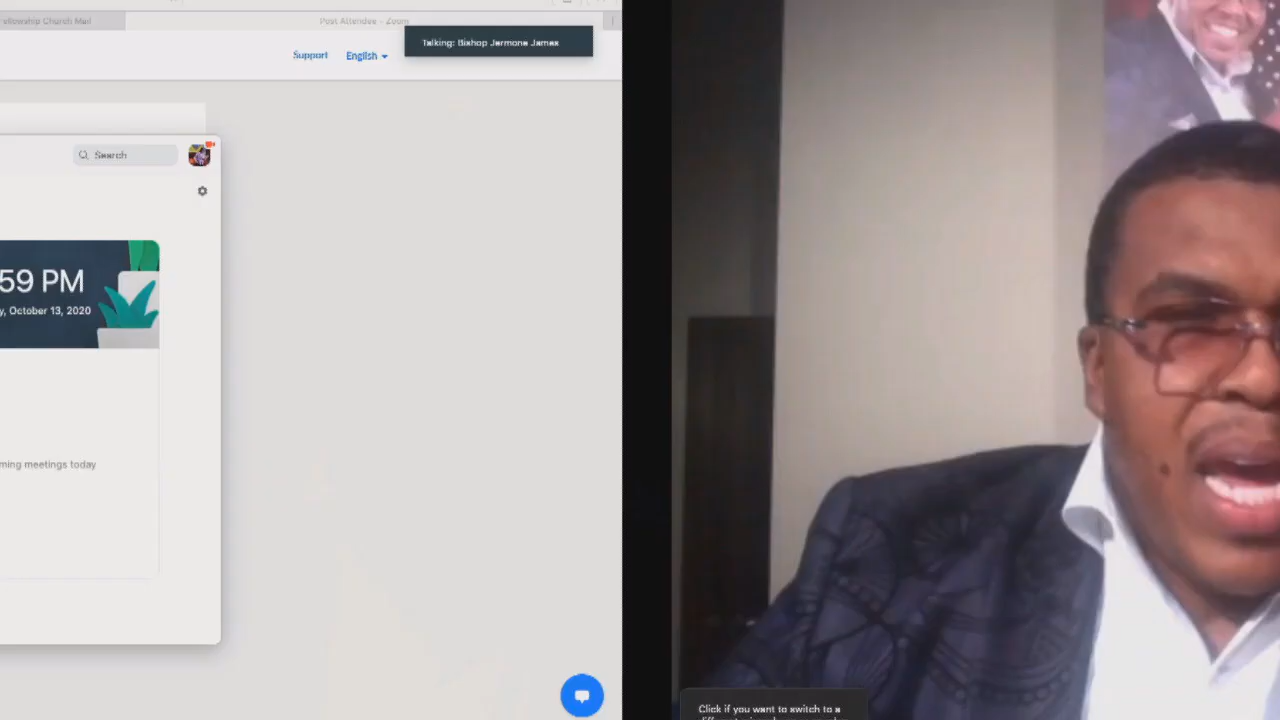 ellowship Church Mail
Post Attendee - Zoom
Talking: Bishop Jermone James
Support
English
Search
59 PM
y, October 13, 2020
ming meetings today
Click if you want to switch to a